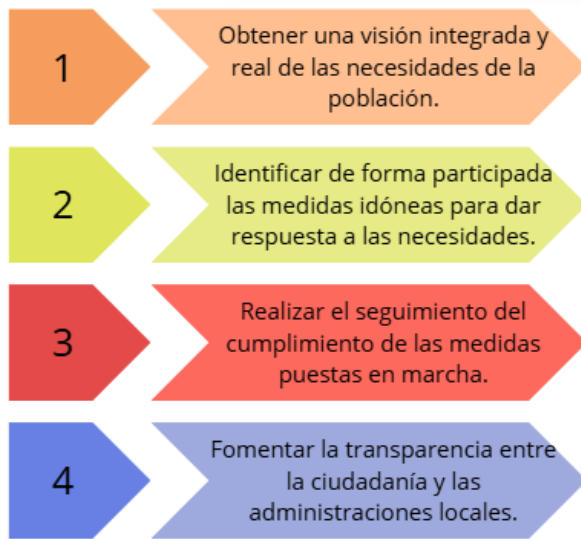 1
Obtener una visión integrada y
real de las necesidades de la
población.
2
Identificar de forma participada
las medidas idóneas para dar
respuesta a las necesidades.
3
Realizar el seguimiento del
cumplimiento de las medidas
puestas en marcha.
4
Fomentar la transparencia entre
la ciudadanía y las
administraciones locales.